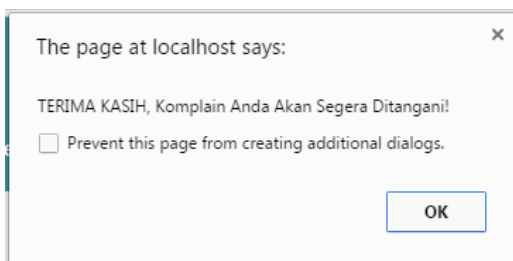 The page at localhost says:
TERIMA KASIH, Komplain Anda Akan Segera Ditangani!
Prevent this page from creating additional dialogs.
OK